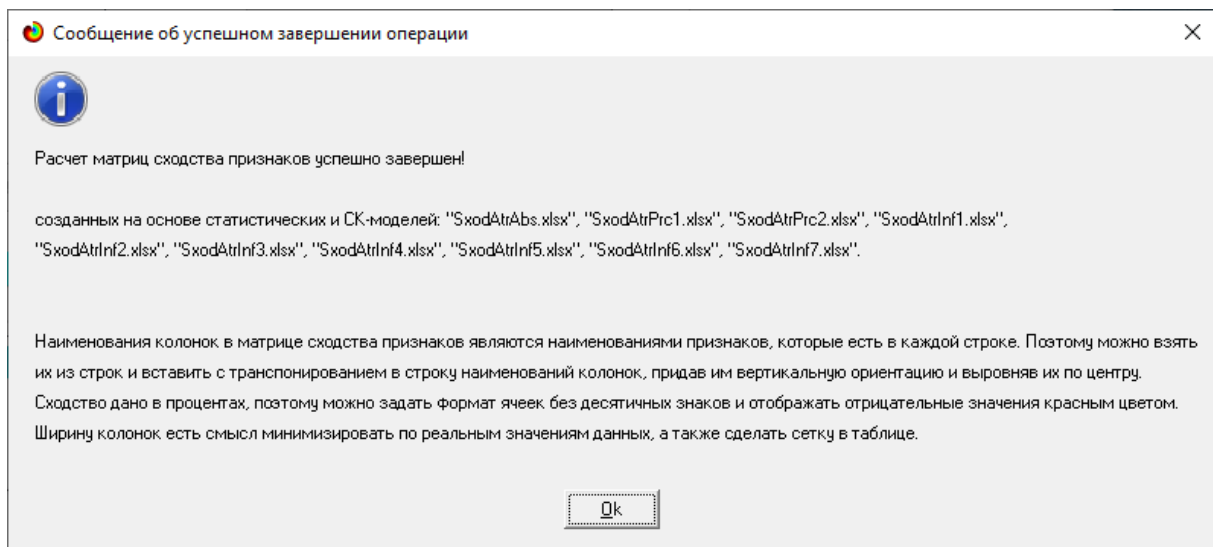 Сообщение об успешном завершении операции
Расчет матриц сходства признаков успешно завершен!
созданных на основе статистических и СК-моделей: "SxodAtrAbs.xlsx", "SxodAtrPrc1.xlsx", "SxodAtrPrc2.xlsx", "SxodAtrInf1.xlsx",
"SxodAtrInf2.xlsx", "SxodAtrInf3.xlsx", "SxodAtrInf4.xlsx", "SxodAtrInf5.xlsx", "SxodAtrInf6.xlsx", "SxodAtrInf7.xlsx".
Наименования колонок в матрице сходства признаков являются наименованиями признаков, которые есть в каждой строке. Поэтому можно взять
их из строк и вставить с транспонированием в строку наименований колонок, придав им вертикальную ориентацию и выровняв их по центру.
Сходство дано в процентах, поэтому можно задать формат ячеек без десятичных знаков и отображать отрицательные значения красным цветом.
Ширину колонок есть смысл минимизировать по реальным значениям данных, а также сделать сетку в таблице.
Ok